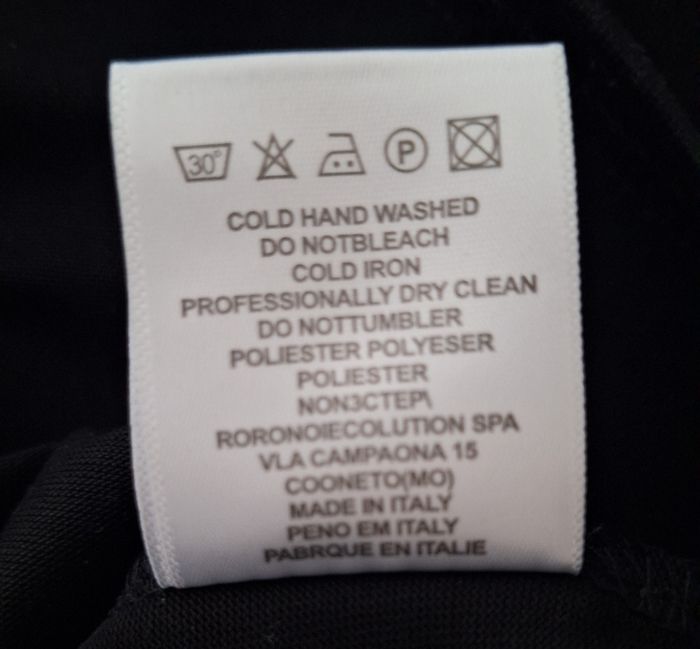 30° P
COLD HAND WASHED
DO NOTBLEACH
COLD IRON
PROFESSIONALLY DRY CLEAN
DO NOTTUMBLER
POLIESTER POLYESER
POLIESTER
NON3CTEP\
RORONOIECOLUTION SPA
VLA CAMPAONA 15
COONETO(MO)
MADE IN ITALY
PENO EM ITALY
PABRQUE EN ITALIE